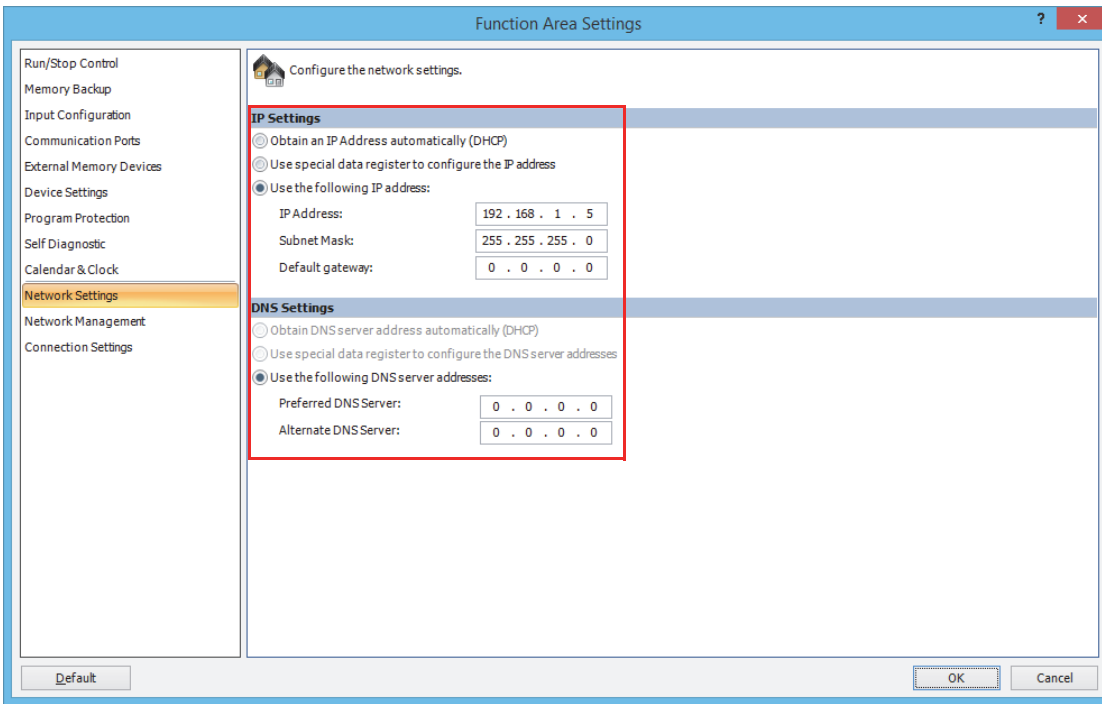 Function Area Settings
?
×
Run/Stop Control
Memory Backup
Input Configuration
Communication Ports
External Memory Devices
Device Settings
Program Protection
Self Diagnostic
Calendar & Clock
Network Settings
Network Management
Connection Settings
Configure the network settings.
IP Settings
Obtain an IP Address automatically (DHCP)
Use special data register to configure the IP address
Use the following IP address:
IP Address: 192 . 168 . 1 . 5
Subnet Mask: 255 . 255 . 255 . 0
Default gateway: 0 . 0 . 0 . 0
DNS Settings
Obtain DNS server address automatically (DHCP)
Use special data register to configure the DNS server addresses
Use the following DNS server addresses:
Preferred DNS Server: 0 . 0 . 0 . 0
Alternate DNS Server: 0 . 0 . 0 . 0
Default
OK
Cancel